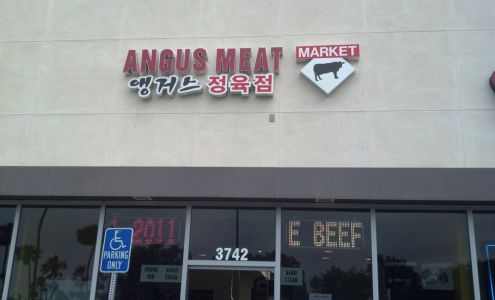 ANGUS MEAT
MARKET
앵거스 정육점
2011
E BEEF
3742
PARKING
ONLY